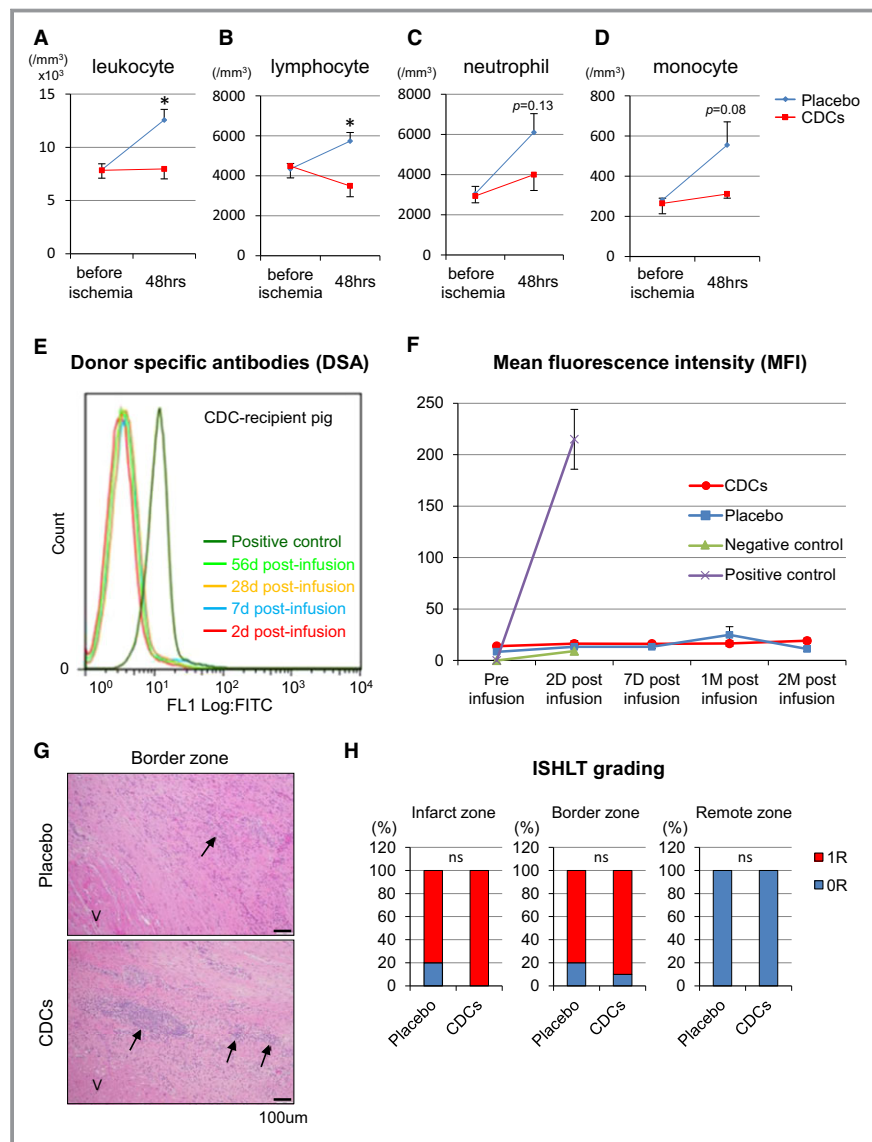 A
B
C
D
leukocyte
lymphocyte
neutrophil
monocyte
(/mm³)
x10³
(/mm³)
(/mm³)
(/mm³)
15
10
5
0
*
before
ischemia
48hrs
8000
6000
4000
2000
0
*
before
ischemia
48hrs
8000
6000
4000
2000
0
p=0.13
before
ischemia
48hrs
800
600
400
200
0
p=0.08
before
ischemia
48hrs
Placebo
CDCs
E
Donor specific antibodies (DSA)
CDC-recipient pig
Count
0
Positive control
56d post-infusion
28d post-infusion
7d post-infusion
2d post-infusion
10⁰ 10¹ 10² 10³ 10⁴
FL1 Log:FITC
F
Mean fluorescence intensity (MFI)
250
200
150
100
50
0
CDCs
Placebo
Negative control
Positive control
Pre
infusion
2D post
infusion
7D post
infusion
1M post
infusion
2M post
infusion
G
Border zone
Placebo
V
CDCs
V
100um
H
ISHLT grading
Infarct zone
Border zone
Remote zone
(%)
120
100
80
60
40
20
0
ns
Placebo
CDCs
(%)
120
100
80
60
40
20
0
ns
Placebo
CDCs
(%)
120
100
80
60
40
20
0
ns
Placebo
CDCs
1R
0R